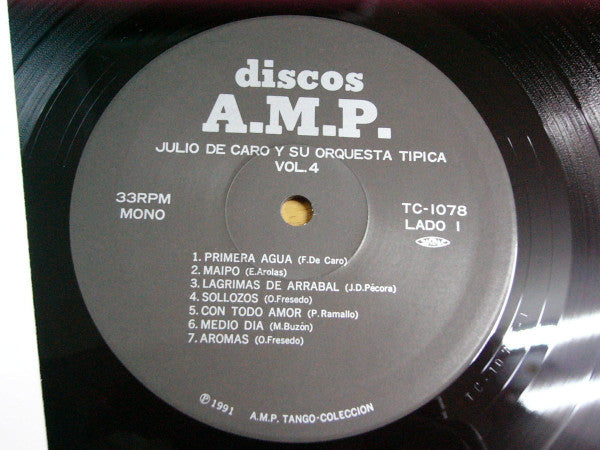 discos
A.M.P.
JULIO DE CARO Y SU ORQUESTA TIPICA
VOL.4
33RPM
MONO
TC-1078
LADO 1
1. PRIMERA AGUA (F.De Caro)
2. MAIPO (E.Arolas)
3. LAGRIMAS DE ARRABAL (J.D.Pécora)
4. SOLLOZOS (O.Fresedo)
5. CON TODO AMOR (P.Ramallo)
6. MEDIO DIA (M.Buzón)
7. AROMAS (O.Fresedo)
Ⓟ1991 A.M.P. TANGO-COLECCION